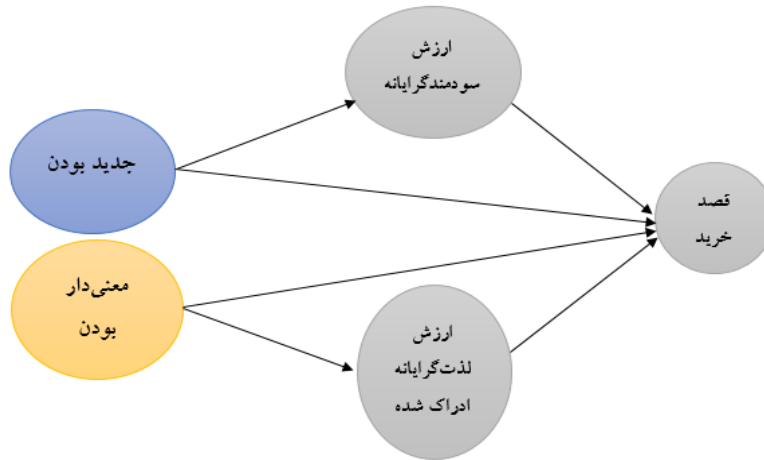 ارزش
سودمندگرایانه
جدید بودن
قصد
خرید
معنی‌دار
بودن
ارزش
لذت‌گرایانه
ادراک شده